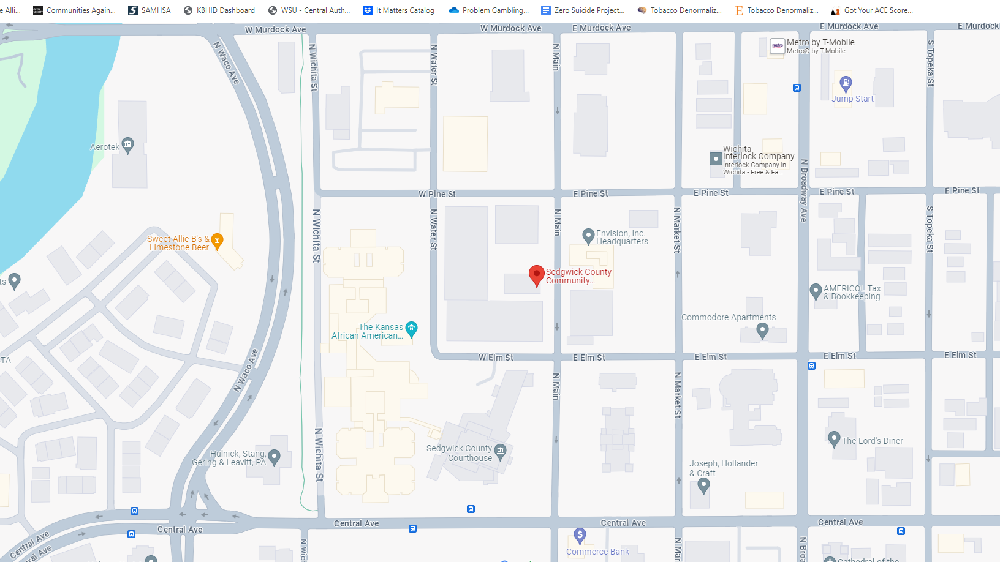 e Alli...
Communities Again...
SAMHSA
KBHID Dashboard
WSU - Central Auth...
It Matters Catalog
Problem Gambling...
Zero Suicide Project...
Tobacco Denormaliz...
Tobacco Denormaliz...
Got Your ACE Score...
W Murdock Ave
W Murdock Ave
E Murdock Ave
E Murdock Ave
E Murdock
N Waco Ave
N Wichita St
N Water St
N Main
S Topeka St
Metro by T-Mobile
Metro® by T-Mobile
Jump Start
Aerotek
Wichita
Interlock Company
Interlock Company in
Wichita - Free & Fa...
N Broadway Ave
W Pine St
E Pine St
E Pine St
E Pine St
E Pine St
N Wichita St
N Water St
N Main
N Market St
S Topeka St
Sweet Allie B's &
Limestone Beer
Envision, Inc.
Headquarters
Sedgwick County
Community...
ts
AMERICOL Tax
& Bookkeeping
Commodore Apartments
The Kansas
African American...
TA
N Waco Ave
W Elm St
E Elm St
E Elm St
E Elm St
E Elm St
N Main
N Market St
N Wichita St
Sedgwick County
Courthouse
The Lord's Diner
Hulnick, Stang,
Gering & Leavitt, PA
Joseph, Hollander
& Craft
Central Ave
Central Ave
Central Ave
Central Ave
Central Ave
tral Ave
N Wichi
N Mar
N Broa
Commerce Bank
Cathedral of the